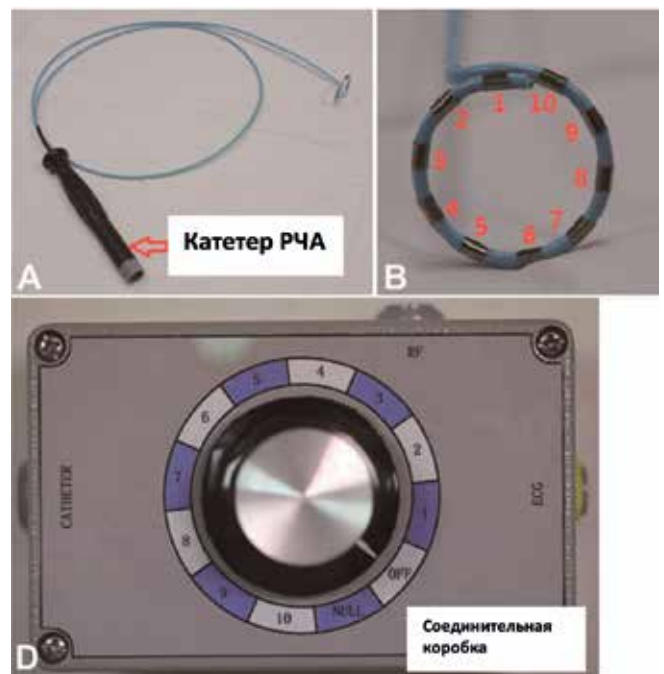 Катетер РЧА
A
2 1 10
3 9
4 8
5 6 7
B
RF
CATHETER
ECG
5 4 3
6 2
7 1
8 OFF
9 10 NULL
D
Соединительная
коробка